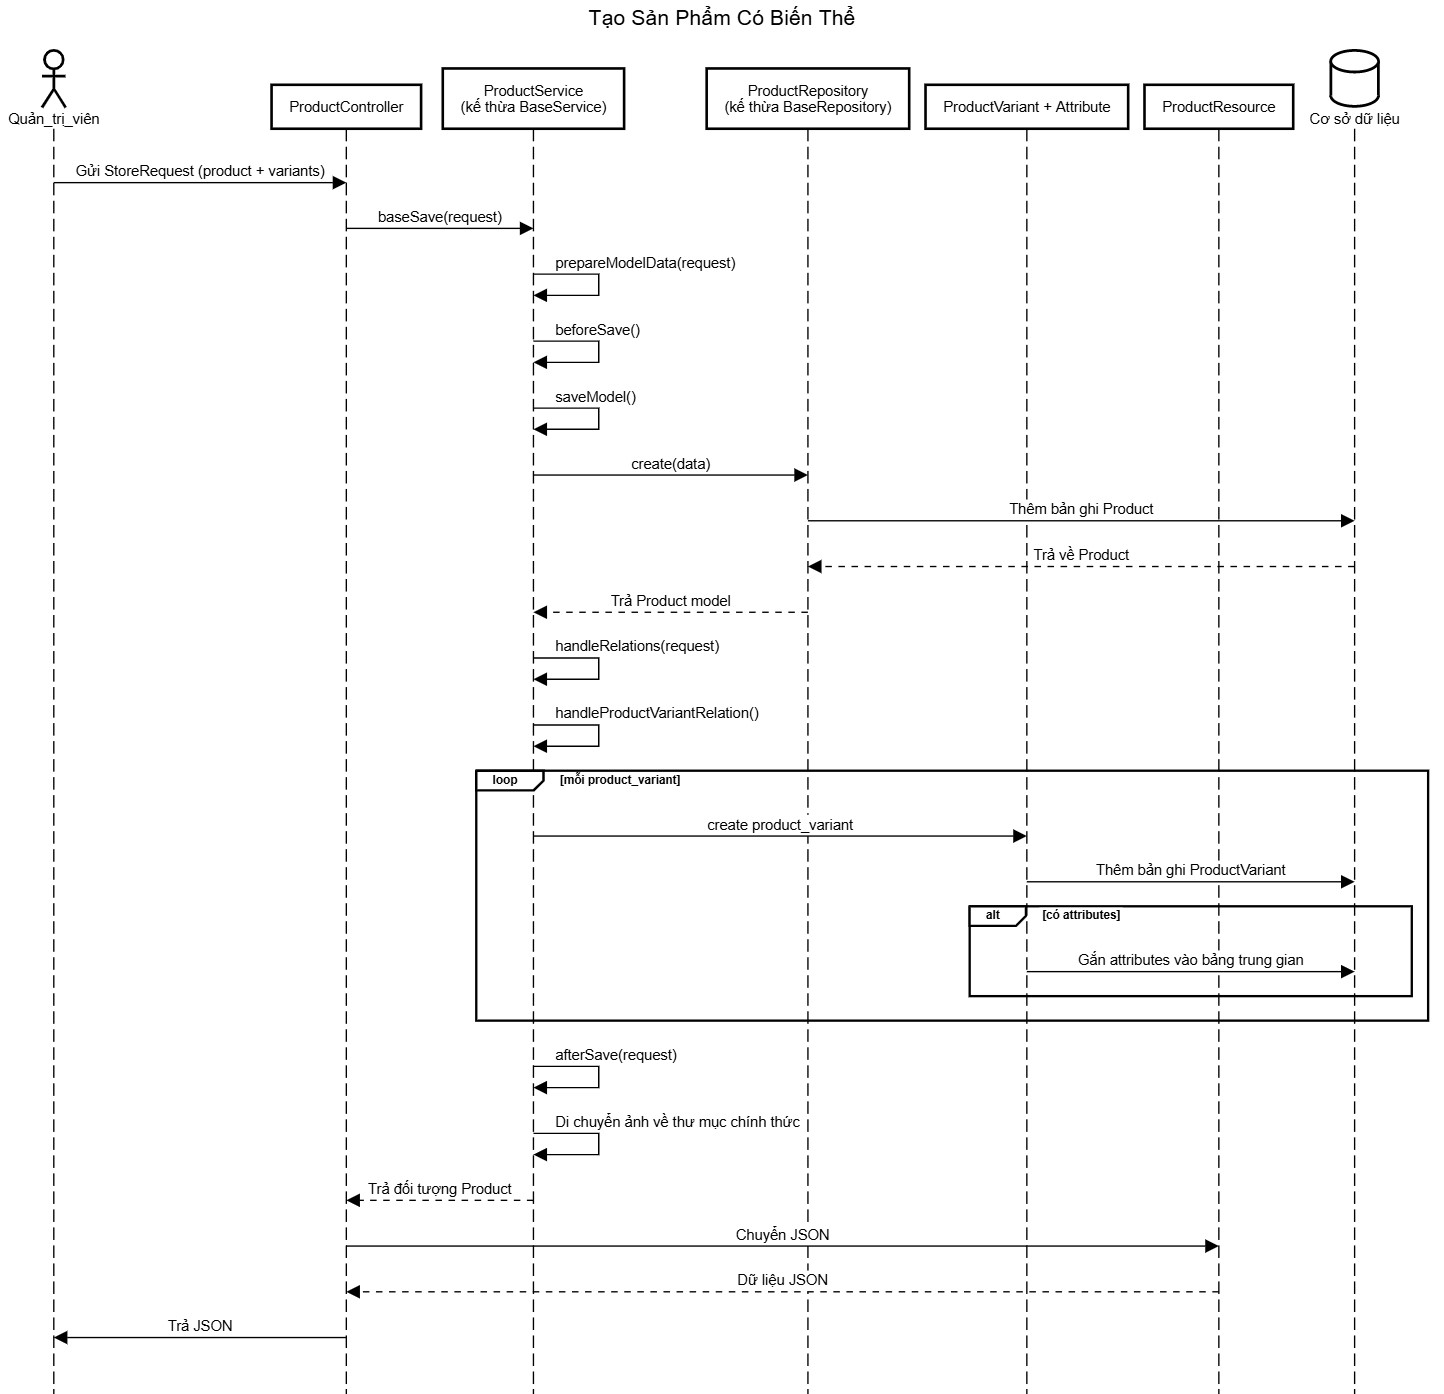 Tạo Sản Phẩm Có Biến Thể
Quản_trị_viên
ProductController
ProductService
(kế thừa BaseService)
ProductRepository
(kế thừa BaseRepository)
ProductVariant + Attribute
ProductResource
Cơ sở dữ liệu
Gửi StoreRequest (product + variants)
baseSave(request)
prepareModelData(request)
beforeSave()
saveModel()
create(data)
Thêm bản ghi Product
Trả về Product
Trả Product model
handleRelations(request)
handleProductVariantRelation()
loop [mỗi product_variant]
create product_variant
Thêm bản ghi ProductVariant
alt [có attributes]
Gắn attributes vào bảng trung gian
afterSave(request)
Di chuyển ảnh về thư mục chính thức
Trả đối tượng Product
Chuyển JSON
Dữ liệu JSON
Trả JSON